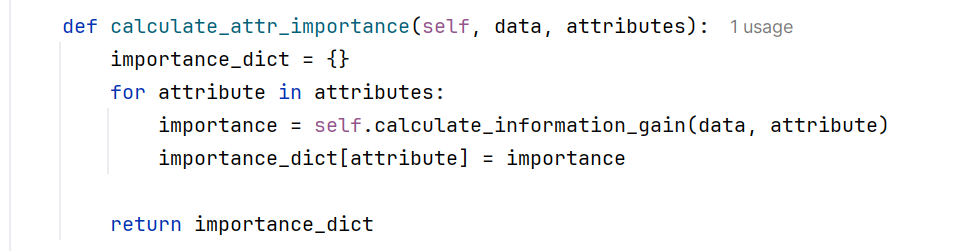 def calculate_attr_importance(self, data, attributes): 1 usage
importance_dict = {}
for attribute in attributes:
importance = self.calculate_information_gain(data, attribute)
importance_dict[attribute] = importance
return importance_dict